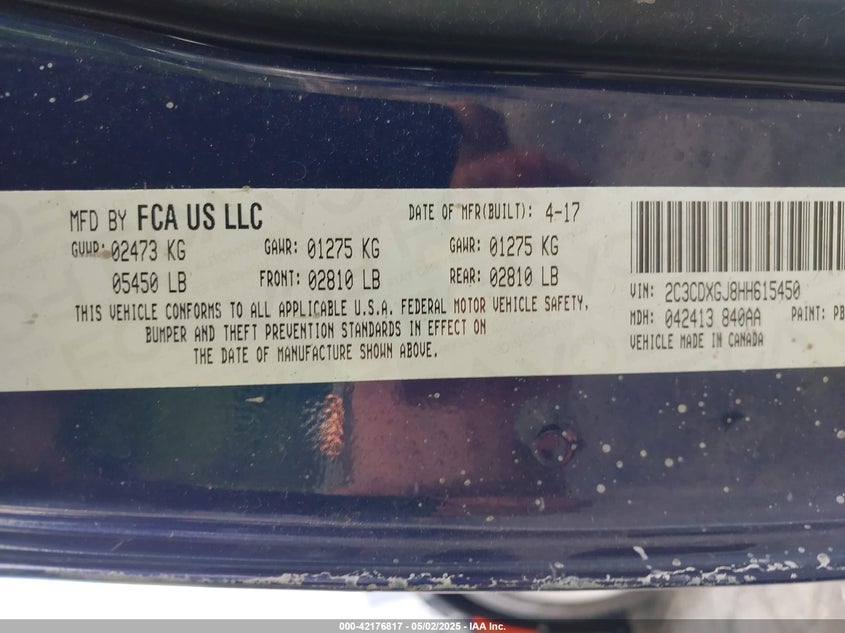 MFD BY FCA US LLC DATE OF MFR(BUILT): 4-17
GVWR: 02473 KG GAWR: 01275 KG GAWR: 01275 KG
05450 LB FRONT: 02810 LB REAR: 02810 LB
THIS VEHICLE CONFORMS TO ALL APPLICABLE U.S.A. FEDERAL MOTOR VEHICLE SAFETY,
BUMPER AND THEFT PREVENTION STANDARDS IN EFFECT ON
THE DATE OF MANUFACTURE SHOWN ABOVE.
VIN: 2C3CDXGJ8HH615450
MDH: 042413 840AA PAINT: PB
VEHICLE MADE IN CANADA
000-42176817 - 05/02/2025 - IAA Inc.